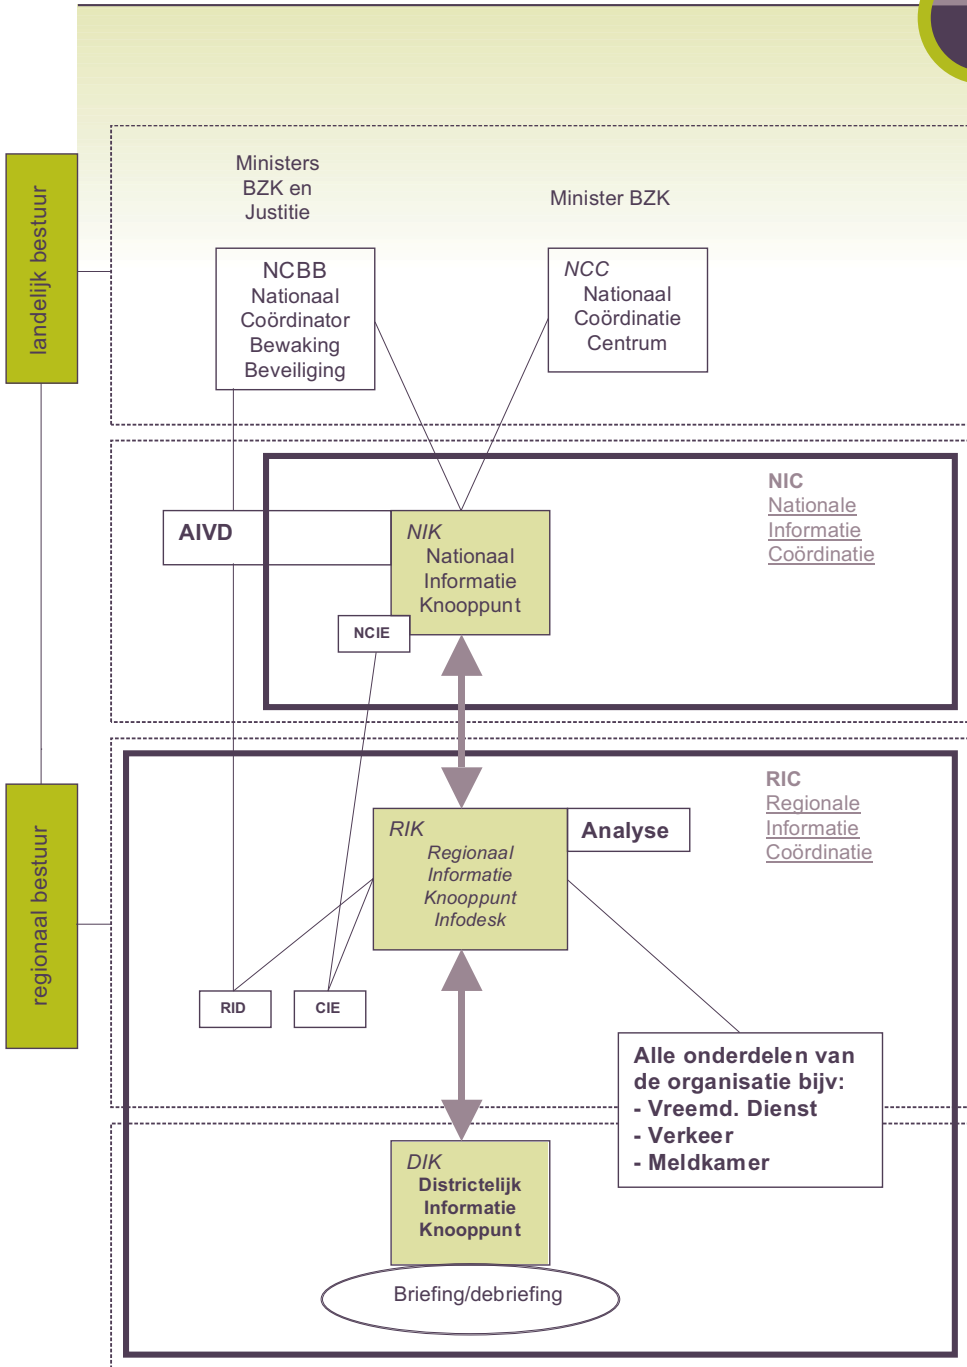 landelijk bestuur
Ministers
BZK en
Justitie
Minister BZK
NCBB
Nationaal
Coördinator
Bewaking
Beveiliging
NCC
Nationaal
Coördinatie
Centrum
NIC
Nationale
Informatie
Coördinatie
AIVD
NIK
Nationaal
Informatie
Knooppunt
NCIE
regionaal bestuur
RIC
Regionale
Informatie
Coördinatie
RIK
Regionaal
Informatie
Knooppunt
Infodesk
Analyse
RID
CIE
Alle onderdelen van
de organisatie bijv:
- Vreemd. Dienst
- Verkeer
- Meldkamer
DIK
Districtelijk
Informatie
Knooppunt
Briefing/debriefing